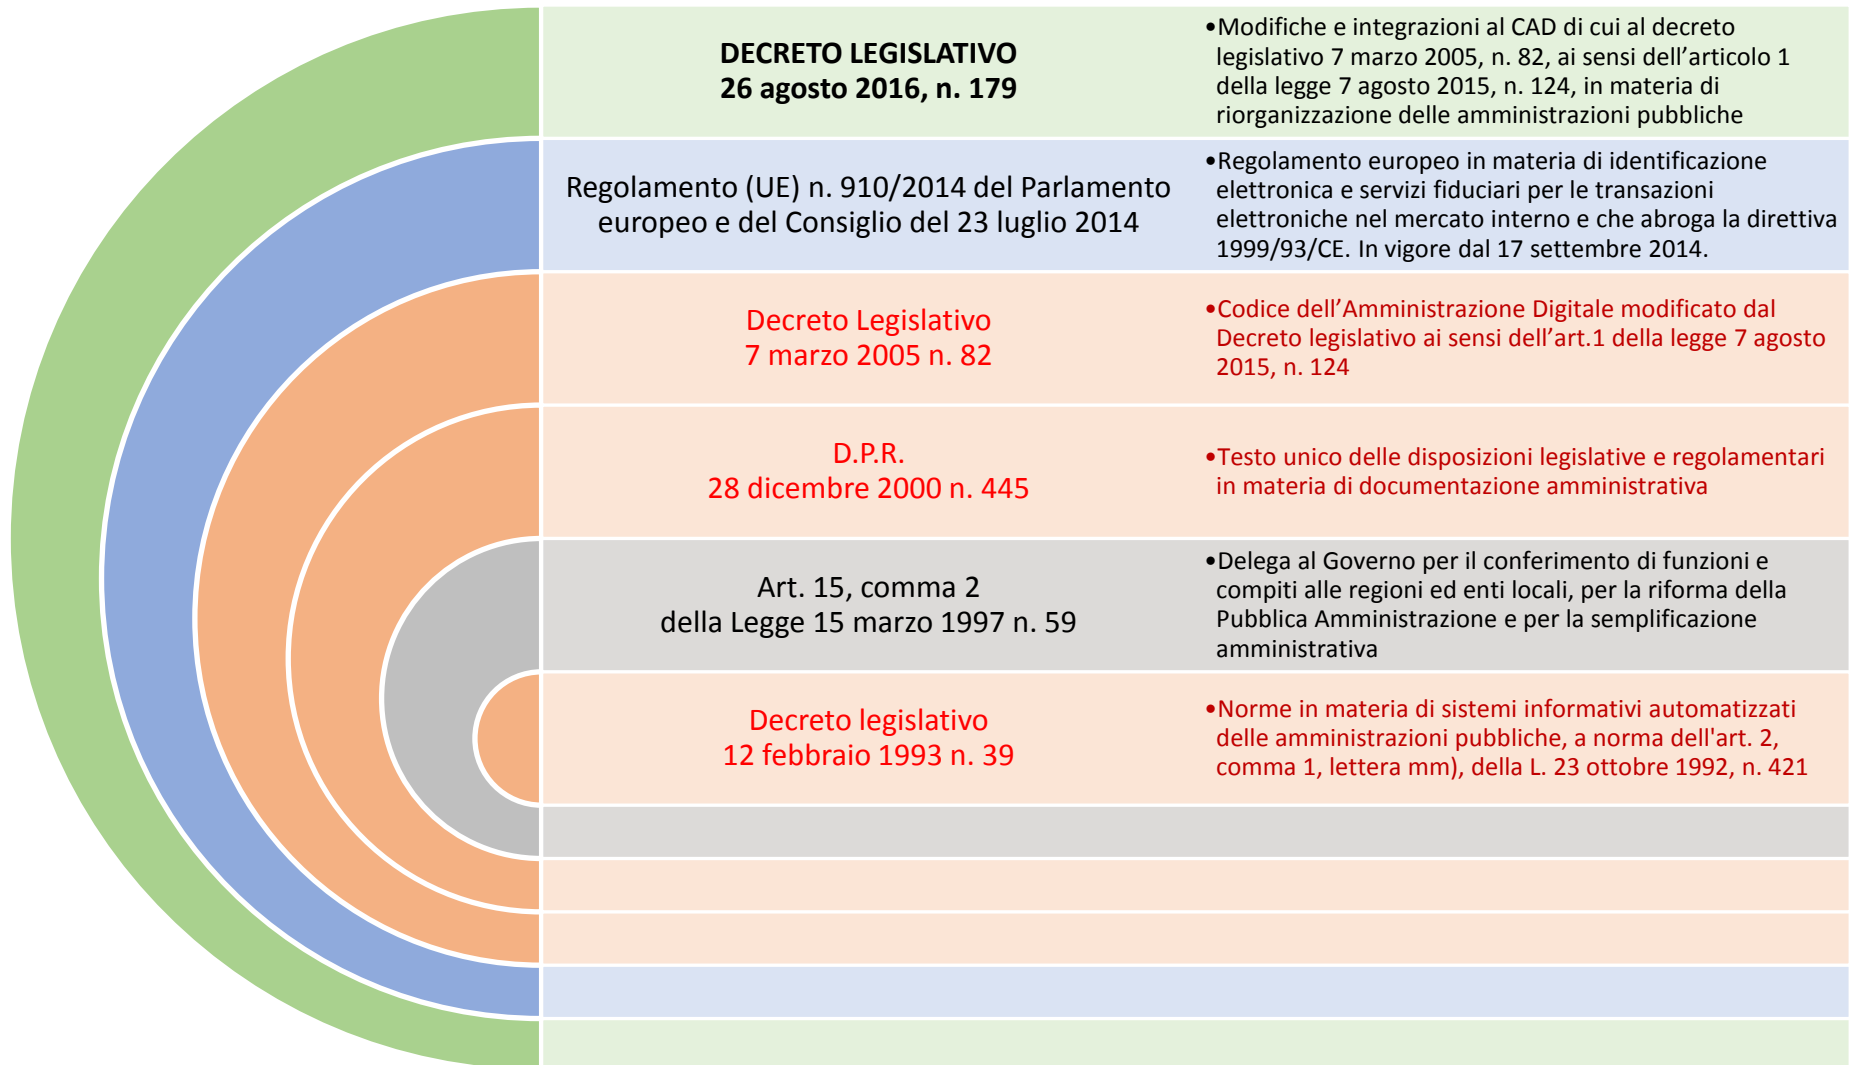 DECRETO LEGISLATIVO
26 agosto 2016, n. 179
•Modifiche e integrazioni al CAD di cui al decreto
legislativo 7 marzo 2005, n. 82, ai sensi dell’articolo 1
della legge 7 agosto 2015, n. 124, in materia di
riorganizzazione delle amministrazioni pubbliche
Regolamento (UE) n. 910/2014 del Parlamento
europeo e del Consiglio del 23 luglio 2014
•Regolamento europeo in materia di identificazione
elettronica e servizi fiduciari per le transazioni
elettroniche nel mercato interno e che abroga la direttiva
1999/93/CE. In vigore dal 17 settembre 2014.
Decreto Legislativo
7 marzo 2005 n. 82
•Codice dell’Amministrazione Digitale modificato dal
Decreto legislativo ai sensi dell’art.1 della legge 7 agosto
2015, n. 124
D.P.R.
28 dicembre 2000 n. 445
•Testo unico delle disposizioni legislative e regolamentari
in materia di documentazione amministrativa
Art. 15, comma 2
della Legge 15 marzo 1997 n. 59
•Delega al Governo per il conferimento di funzioni e
compiti alle regioni ed enti locali, per la riforma della
Pubblica Amministrazione e per la semplificazione
amministrativa
Decreto legislativo
12 febbraio 1993 n. 39
•Norme in materia di sistemi informativi automatizzati
delle amministrazioni pubbliche, a norma dell'art. 2,
comma 1, lettera mm), della L. 23 ottobre 1992, n. 421